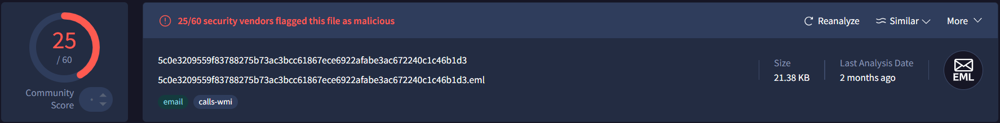 25
/ 60
Community
Score
25/60 security vendors flagged this file as malicious
Reanalyze
Similar
More
5c0e3209559f83788275b73ac3bcc61867ece6922afabe3ac672240c1c46b1d3
5c0e3209559f83788275b73ac3bcc61867ece6922afabe3ac672240c1c46b1d3.eml
email
calls-wmi
Size
21.38 KB
Last Analysis Date
2 months ago
EML